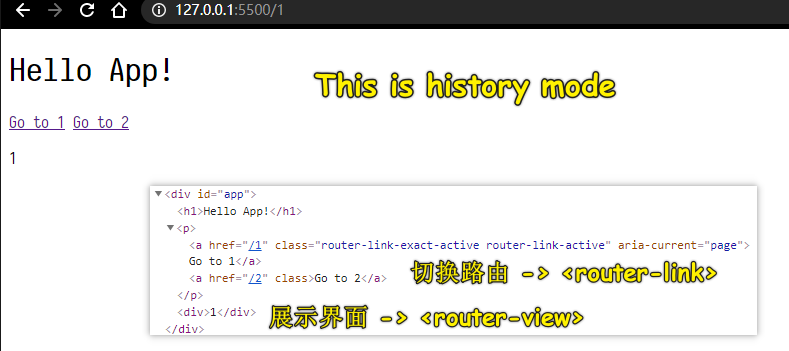 127.0.0.1:5500/1
Hello App!
This is history mode
Go to 1 Go to 2
1
<div id="app">
<h1>Hello App!</h1>
<p>
<a href="/1" class="router-link-exact-active router-link-active" aria-current="page">
Go to 1</a>
<a href="/2" class>Go to 2</a>
切换路由 -> <router-link>
</p>
<div>1</div>
展示界面 -> <router-view>
</div>